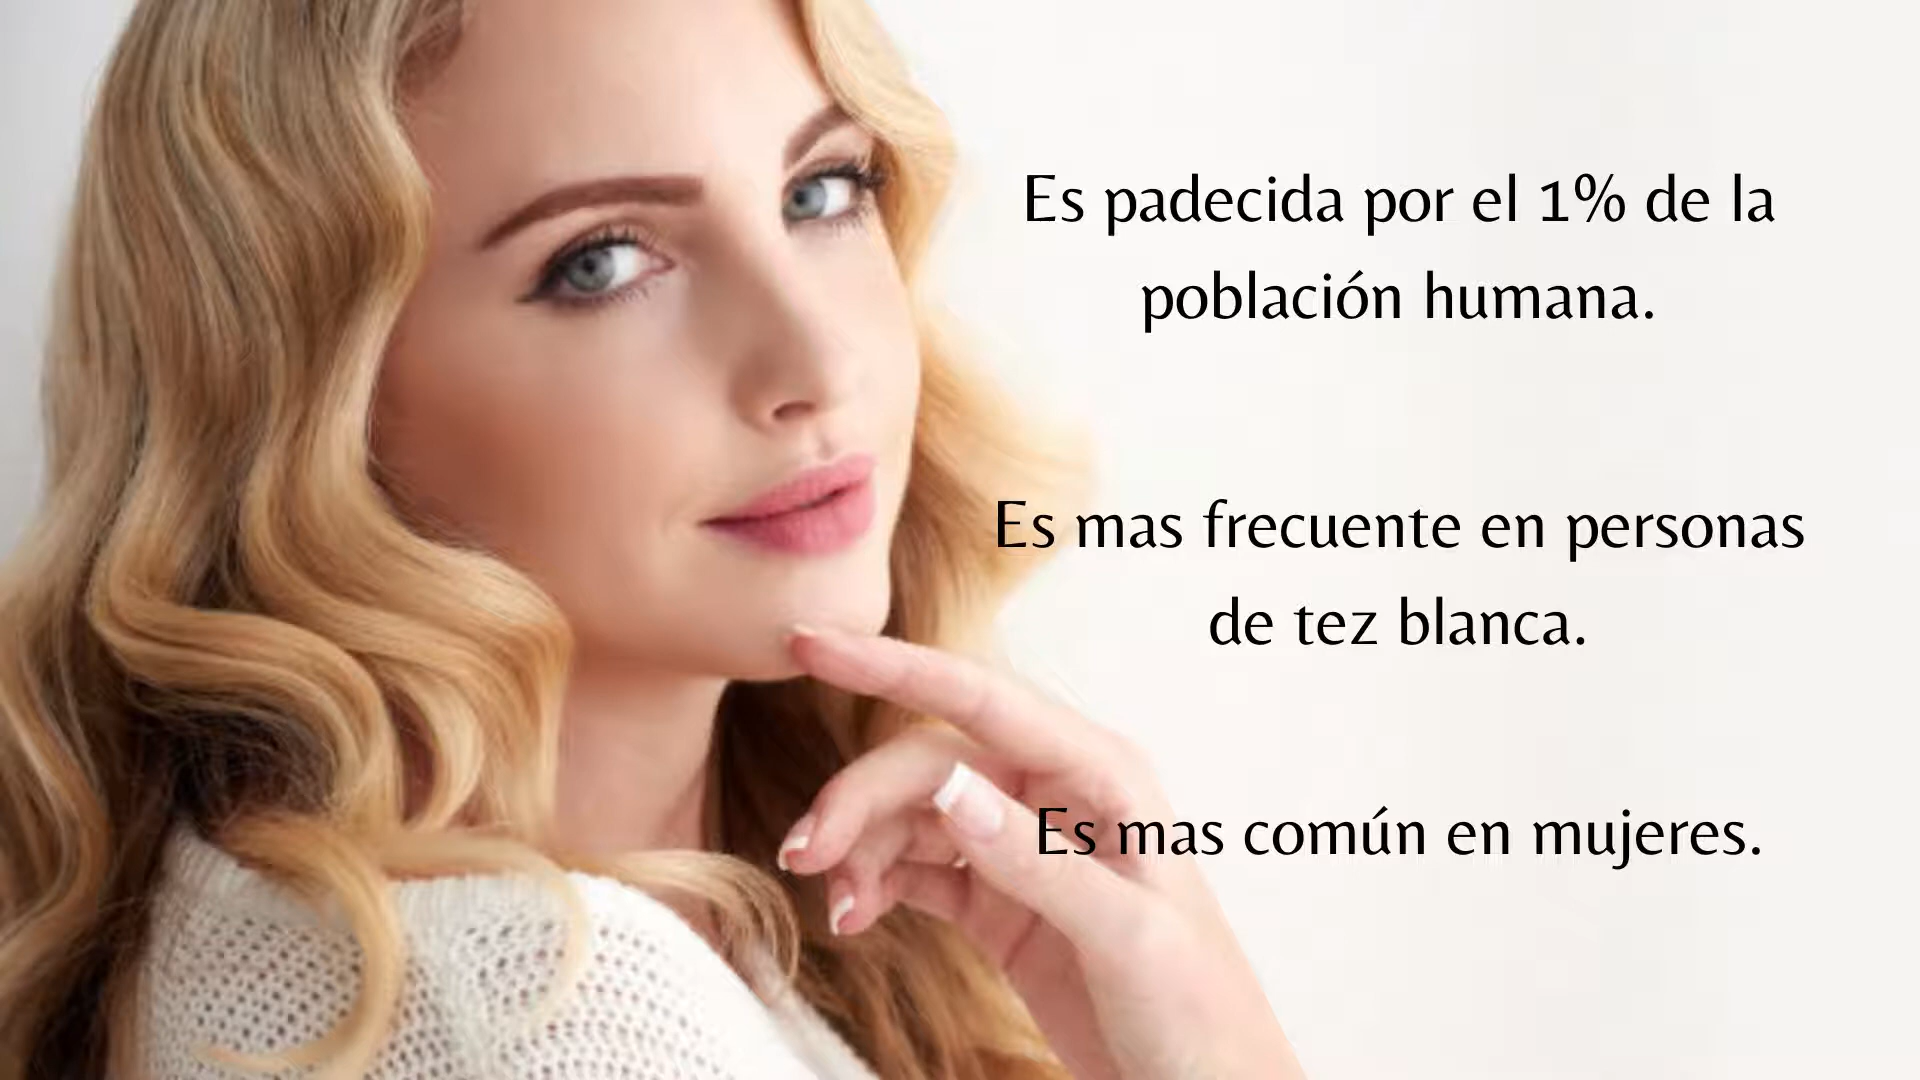 Es padecida por el 1% de la
población humana.
Es mas frecuente en personas
de tez blanca.
Es mas común en mujeres.